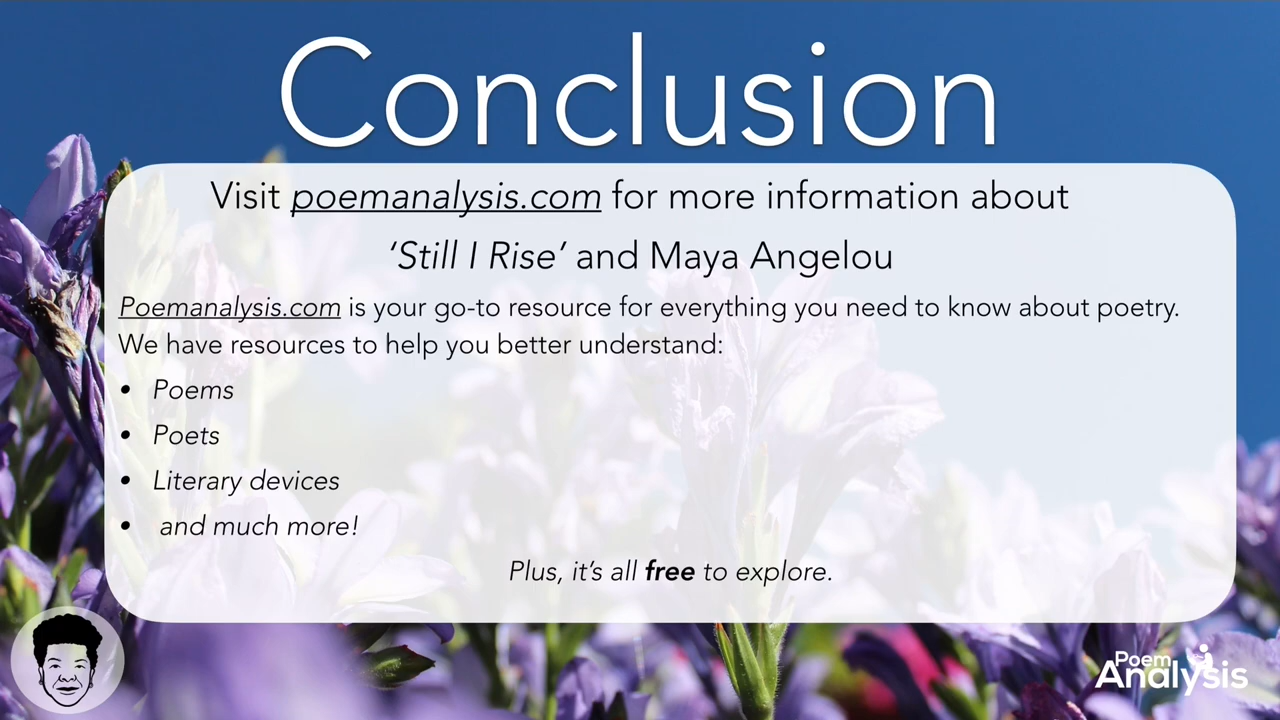 Conclusion
Visit poemanalysis.com for more information about
‘Still I Rise’ and Maya Angelou
Poemanalysis.com is your go-to resource for everything you need to know about poetry.
We have resources to help you better understand:
• Poems
• Poets
• Literary devices
• and much more!
Plus, it’s all free to explore.
Poem
Analysis